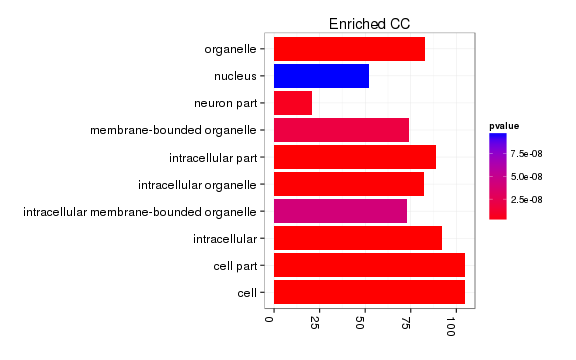 Enriched CC
organelle
nucleus
neuron part
membrane-bounded organelle
intracellular part
intracellular organelle
intracellular membrane-bounded organelle
intracellular
cell part
cell
0
25
50
75
100
pvalue
7.5e-08
5.0e-08
2.5e-08